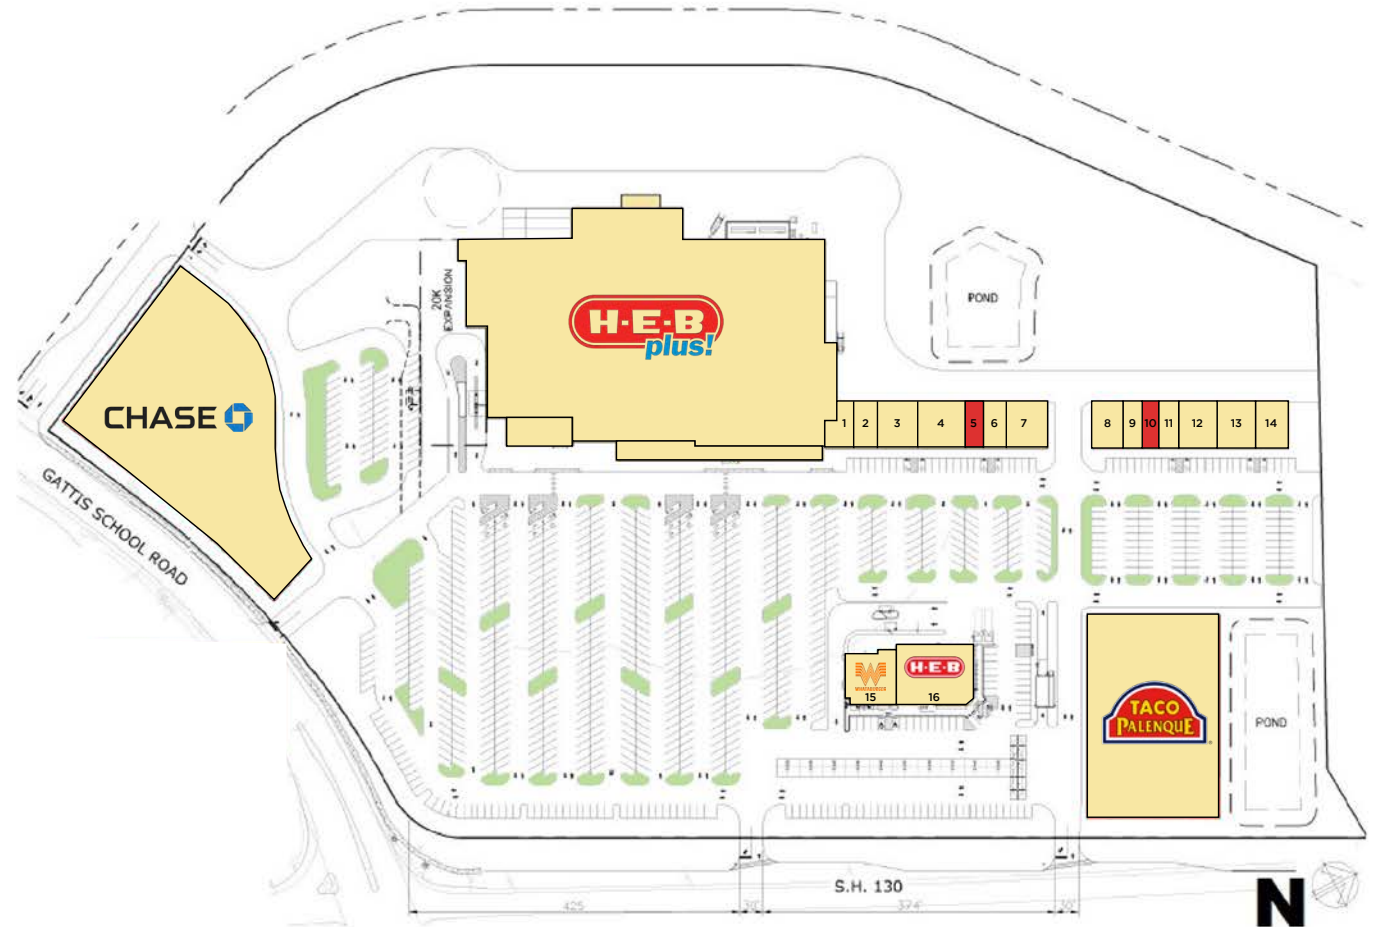 20K
EXPANSION
H-E-B
plus!
POND
CHASE
1 2 3 4 5 6 7 8 9 10 11 12 13 14
GATTIS SCHOOL ROAD
WHATABURGER
H-E-B
15 16
TACO
PALENQUE
POND
S.H. 130
425' 30' 374' 30'
N